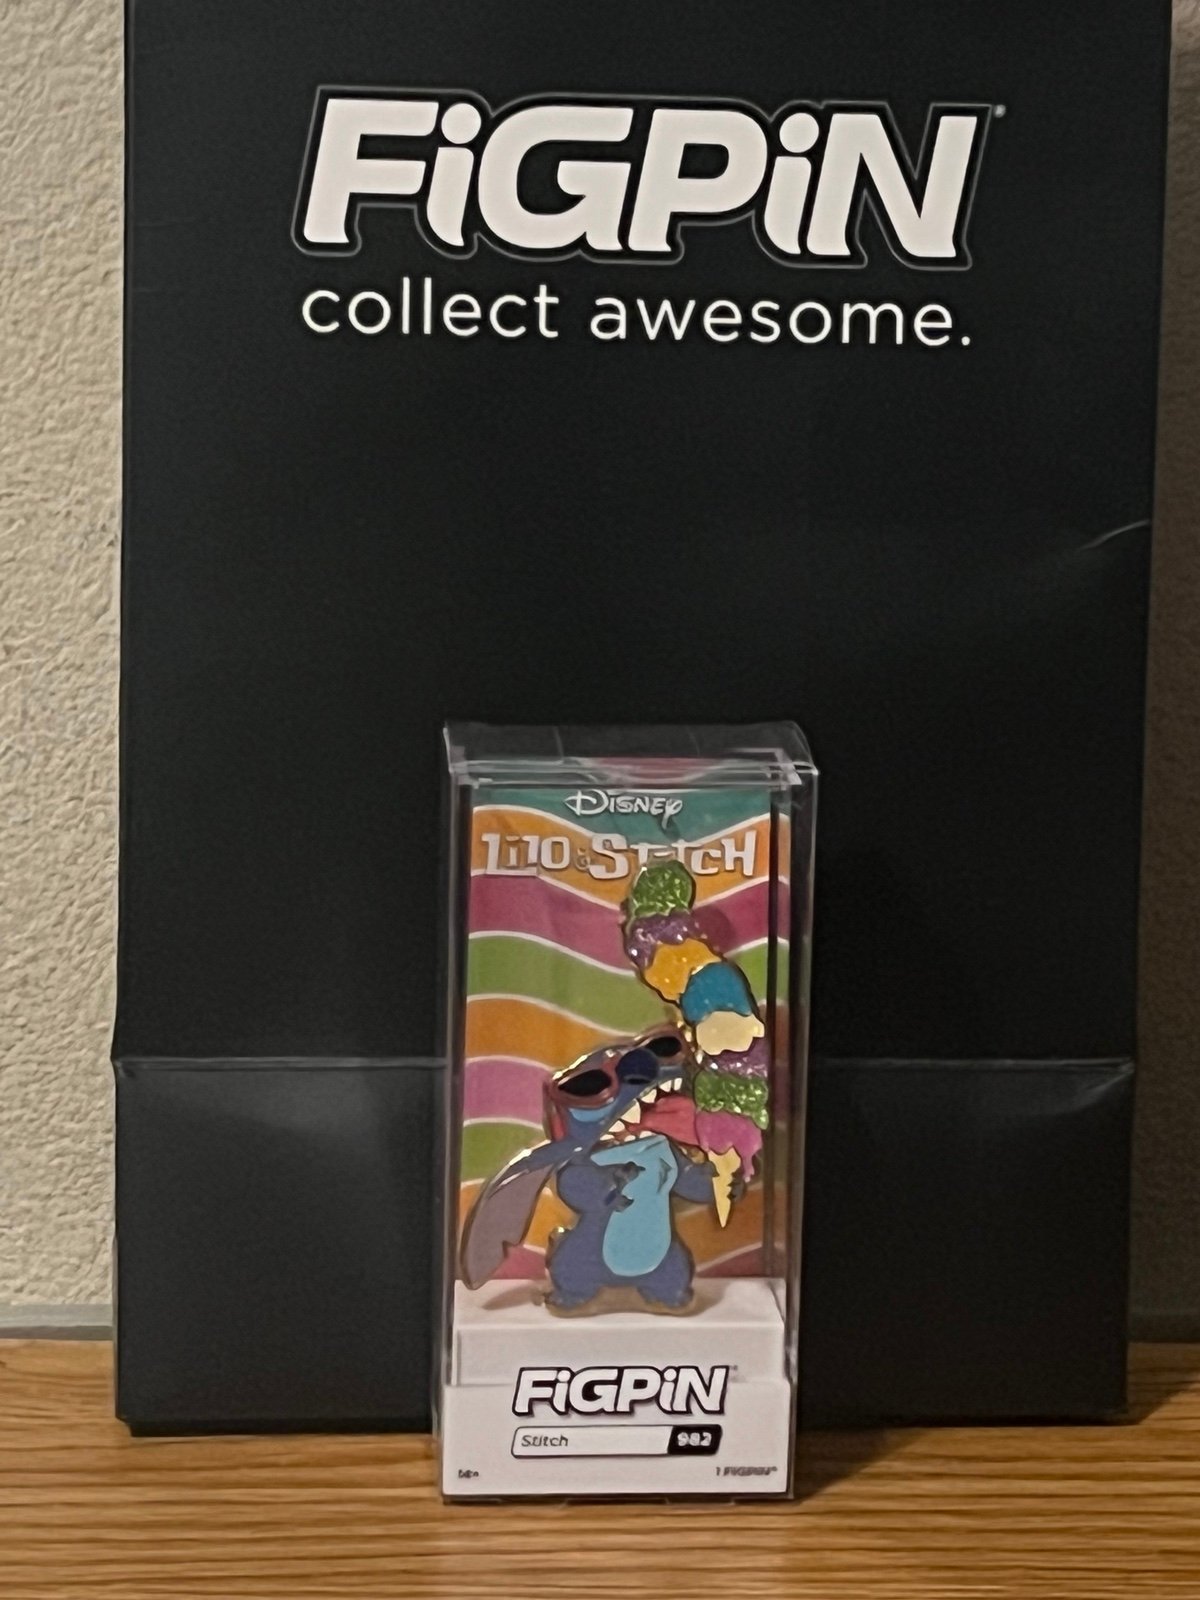 FiGPiN
collect awesome.
Disney
Lilo & Stitch
FiGPiN
Stitch 982
1 FiGPiN